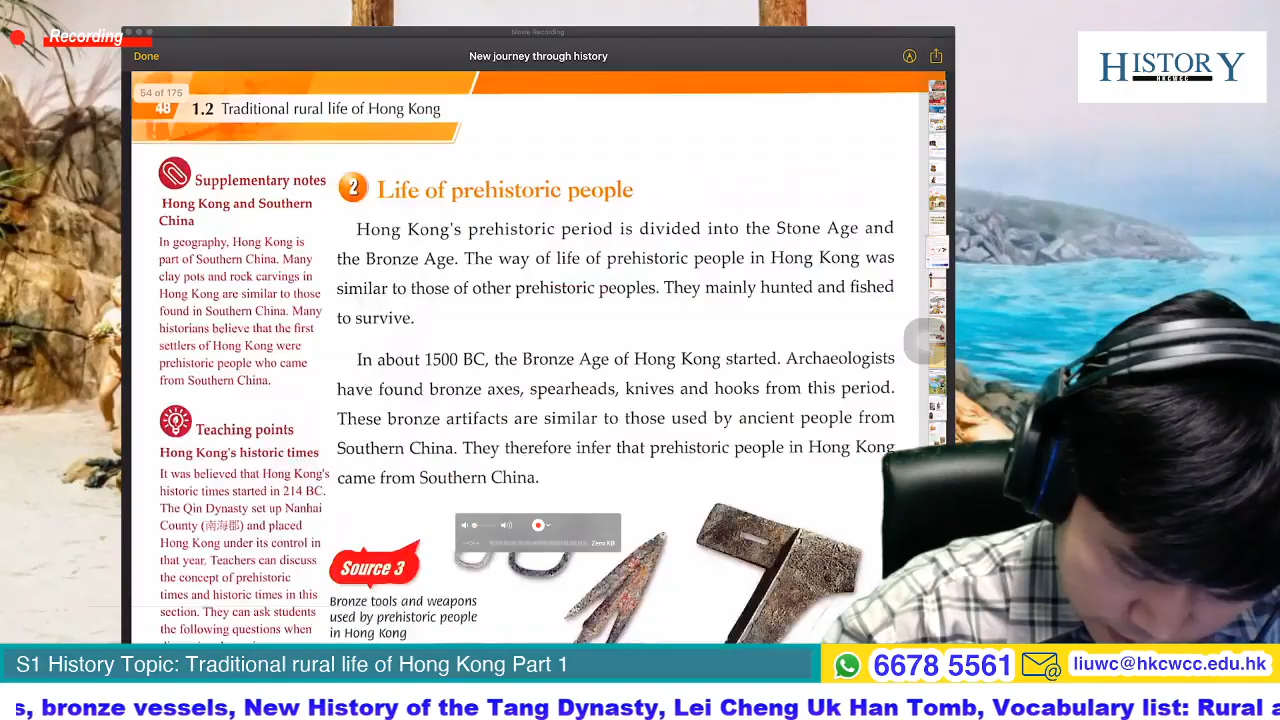 Recording
Movie Recording
Done
New journey through history
HISTORY
HKCWCC
54 of 175
48
1.2 Traditional rural life of Hong Kong
Supplementary notes
Hong Kong and Southern
China
In geography, Hong Kong is
part of Southern China. Many
clay pots and rock carvings in
Hong Kong are similar to those
found in Southern China. Many
historians believe that the first
settlers of Hong Kong were
prehistoric people who came
from Southern China.
Teaching points
Hong Kong's historic times
It was believed that Hong Kong's
historic times started in 214 BC.
The Qin Dynasty set up Nanhai
County (南海郡) and placed
Hong Kong under its control in
that year. Teachers can discuss
the concept of prehistoric
times and historic times in this
section. They can ask students
the following questions when
2 Life of prehistoric people
Hong Kong's prehistoric period is divided into the Stone Age and
the Bronze Age. The way of life of prehistoric people in Hong Kong was
similar to those of other prehistoric peoples. They mainly hunted and fished
to survive.
In about 1500 BC, the Bronze Age of Hong Kong started. Archaeologists
have found bronze axes, spearheads, knives and hooks from this period.
These bronze artifacts are similar to those used by ancient people from
Southern China. They therefore infer that prehistoric people in Hong Kong
came from Southern China.
Zero KB
Source 3
Bronze tools and weapons
used by prehistoric people
in Hong Kong
S1 History Topic: Traditional rural life of Hong Kong Part 1
6678 5561
liuwc@hkcwcc.edu.hk
s, bronze vessels, New History of the Tang Dynasty, Lei Cheng Uk Han Tomb, Vocabulary list: Rural a